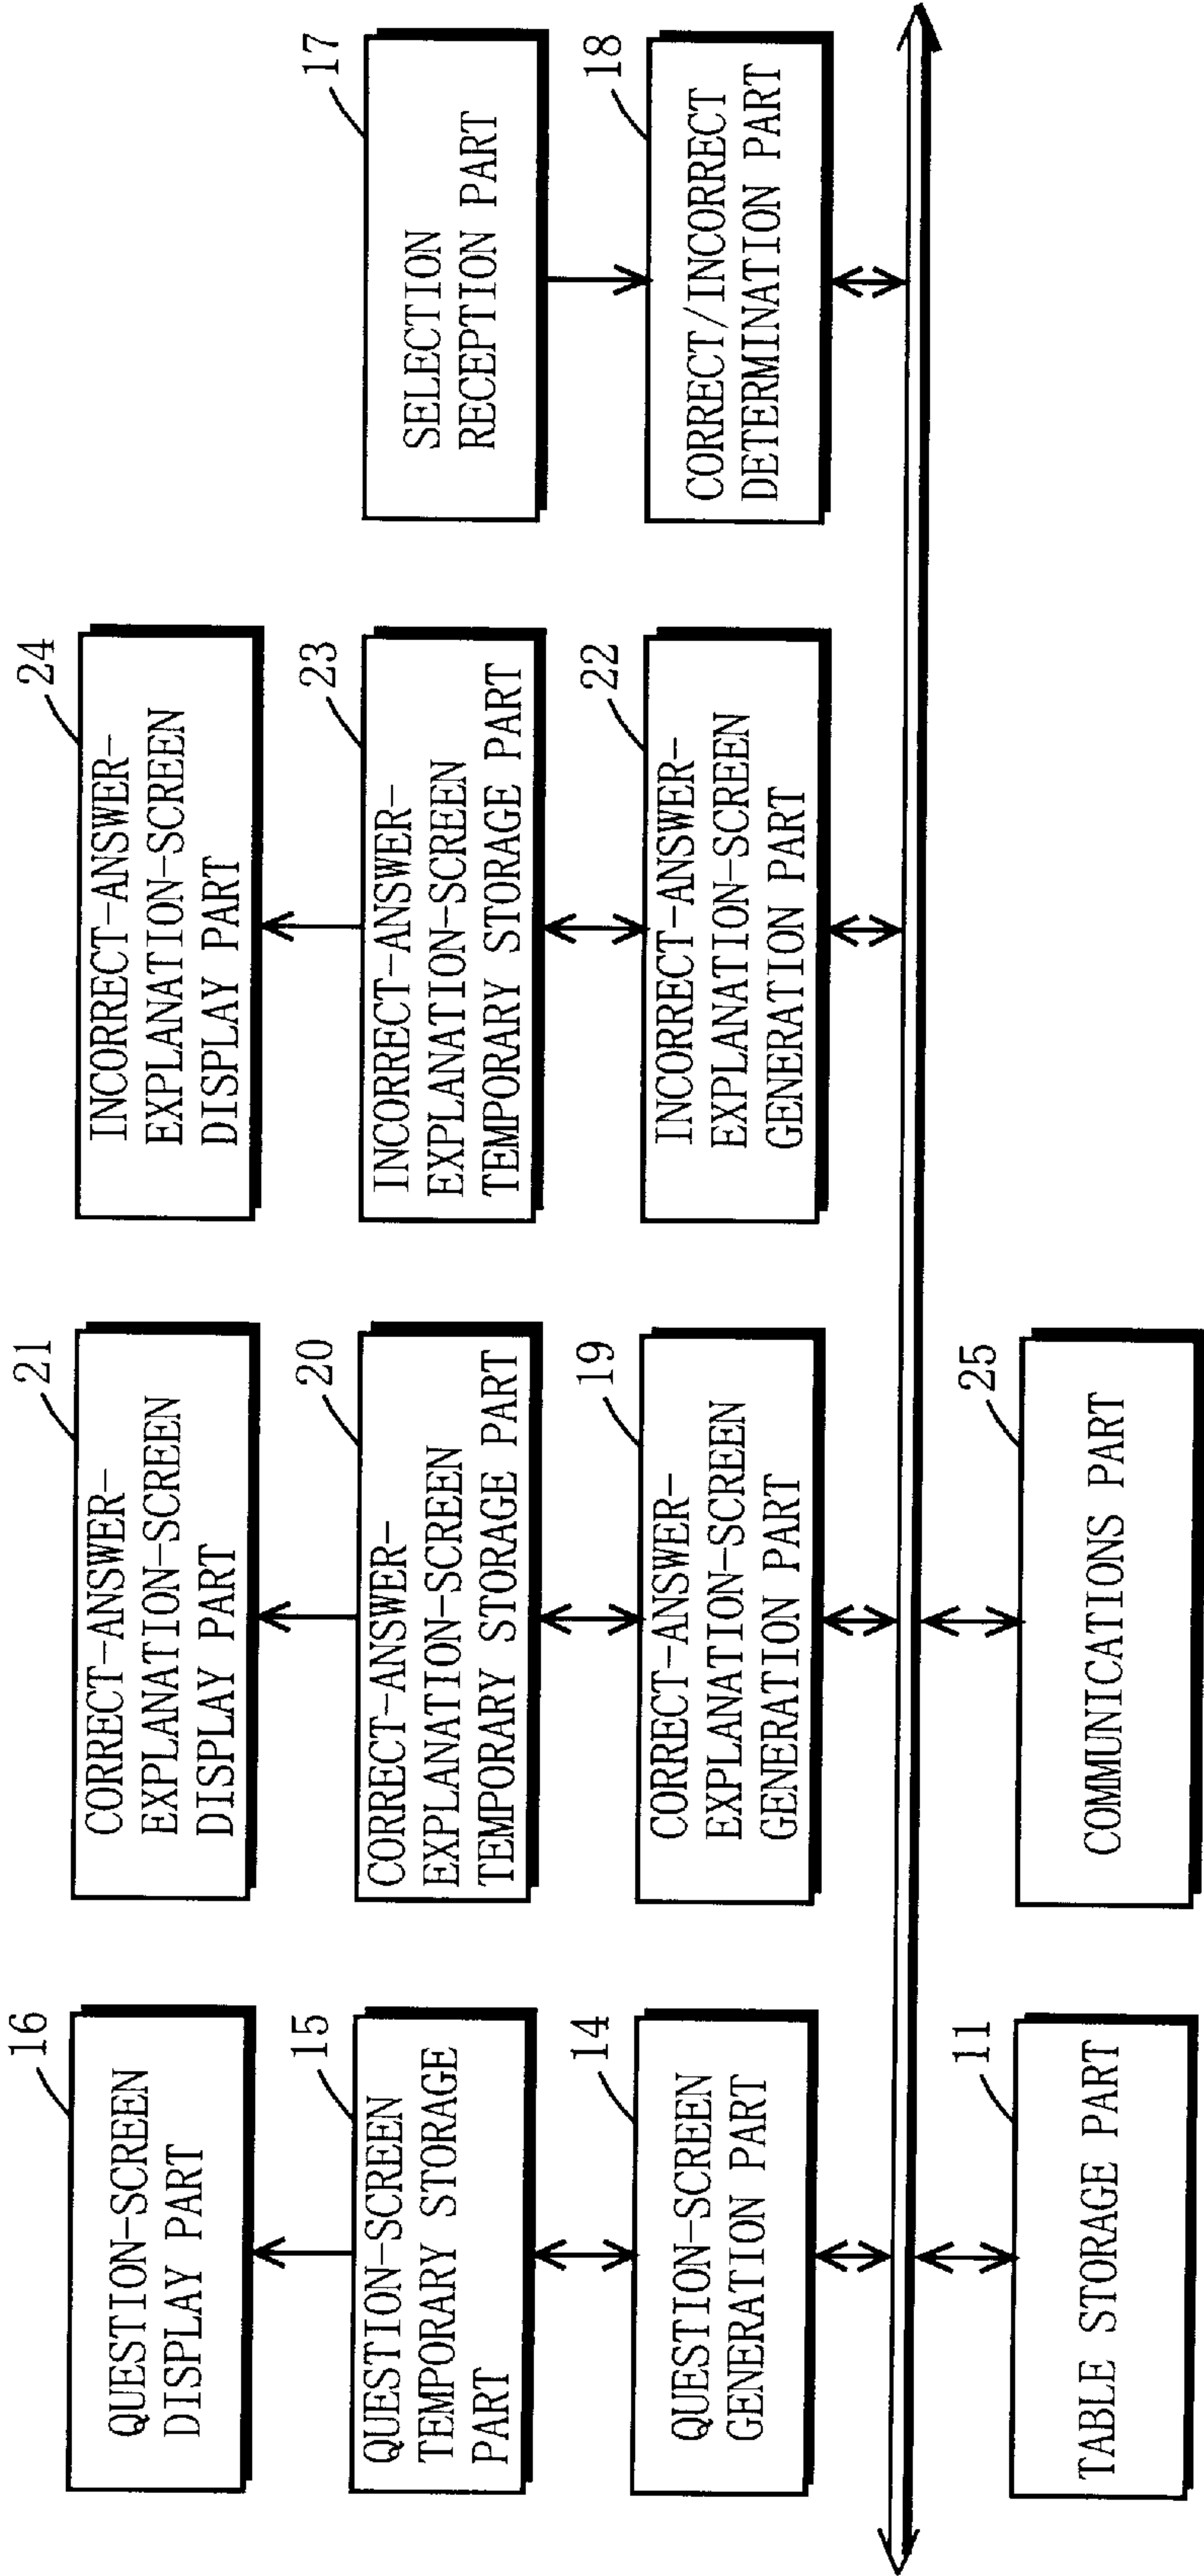 16
QUESTION-SCREEN
DISPLAY PART
21
CORRECT-ANSWER-
EXPLANATION-SCREEN
DISPLAY PART
24
INCORRECT-ANSWER-
EXPLANATION-SCREEN
DISPLAY PART
15
QUESTION-SCREEN
TEMPORARY STORAGE
PART
20
CORRECT-ANSWER-
EXPLANATION-SCREEN
TEMPORARY STORAGE PART
23
INCORRECT-ANSWER-
EXPLANATION-SCREEN
TEMPORARY STORAGE PART
17
SELECTION
RECEPTION PART
14
QUESTION-SCREEN
GENERATION PART
19
CORRECT-ANSWER-
EXPLANATION-SCREEN
GENERATION PART
22
INCORRECT-ANSWER-
EXPLANATION-SCREEN
GENERATION PART
18
CORRECT/INCORRECT
DETERMINATION PART
11
TABLE STORAGE PART
25
COMMUNICATIONS PART